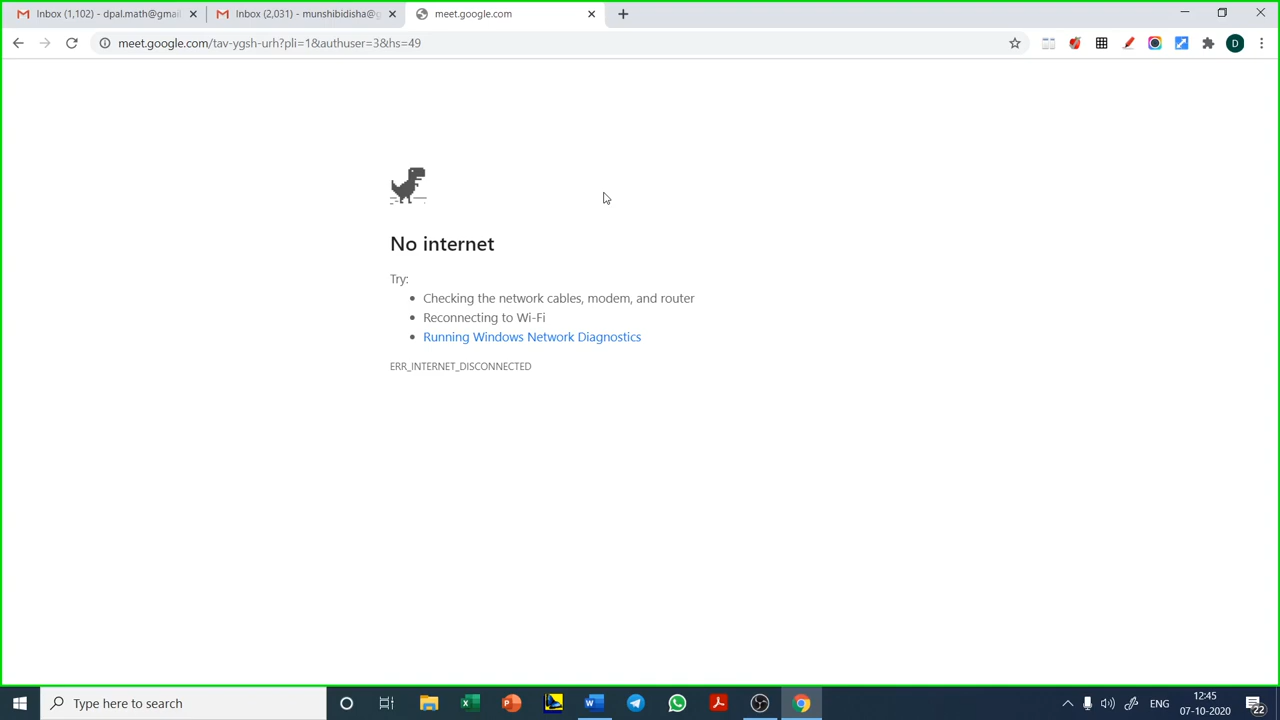 Inbox (1,102) - dpal.math@gmail
Inbox (2,031) - munshibidisha@g
meet.google.com
meet.google.com/tav-ygsh-urh?pli=1&authuser=3&hs=49
D
No internet
Try:
Checking the network cables, modem, and router
Reconnecting to Wi-Fi
Running Windows Network Diagnostics
ERR_INTERNET_DISCONNECTED
Type here to search
ENG
12:45
07-10-2020
22